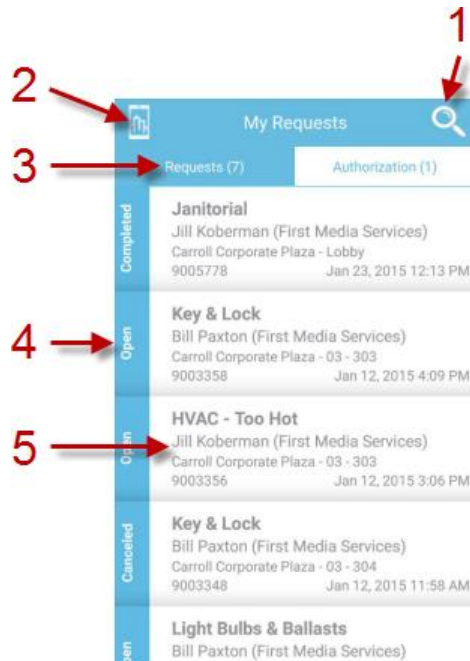 1
2
My Requests
3
Requests (7)
Authorization (1)
Completed
Janitorial
Jill Koberman (First Media Services)
Carroll Corporate Plaza - Lobby
9005778 Jan 23, 2015 12:13 PM
4
Open
Key & Lock
Bill Paxton (First Media Services)
Carroll Corporate Plaza - 03 - 303
9003358 Jan 12, 2015 4:09 PM
5
Open
HVAC - Too Hot
Jill Koberman (First Media Services)
Carroll Corporate Plaza - 03 - 303
9003356 Jan 12, 2015 3:06 PM
Canceled
Key & Lock
Bill Paxton (First Media Services)
Carroll Corporate Plaza - 03 - 304
9003348 Jan 12, 2015 11:58 AM
Light Bulbs & Ballasts
Bill Paxton (First Media Services)